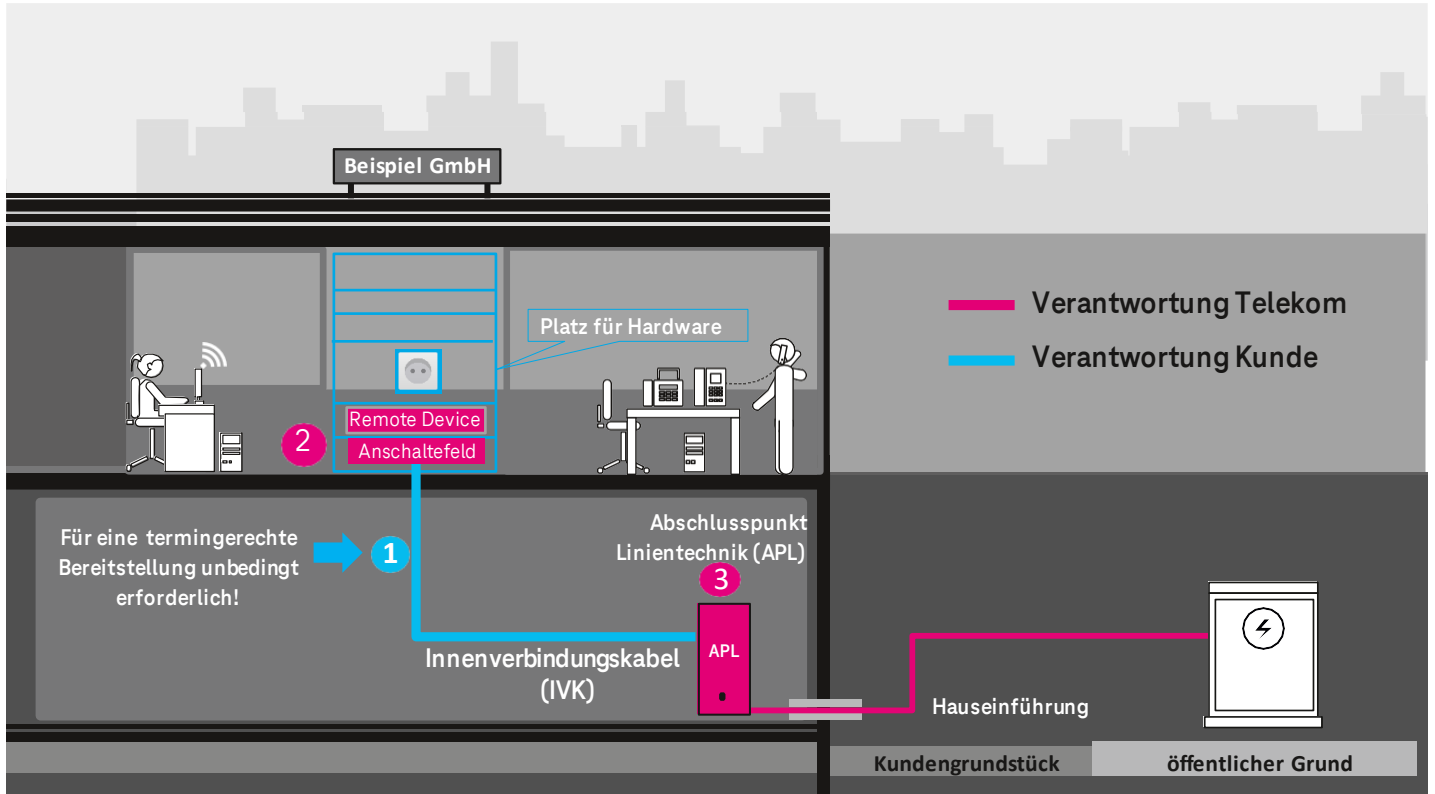 Beispiel GmbH
Verantwortung Telekom
Verantwortung Kunde
Platz für Hardware
Remote Device
Anschaltefeld
2
Für eine termingerechte
Bereitstellung unbedingt
erforderlich!
1
Abschlusspunkt
Linientechnik (APL)
3
APL
Innenverbindungskabel
(IVK)
Hauseinführung
Kundengrundstück
öffentlicher Grund